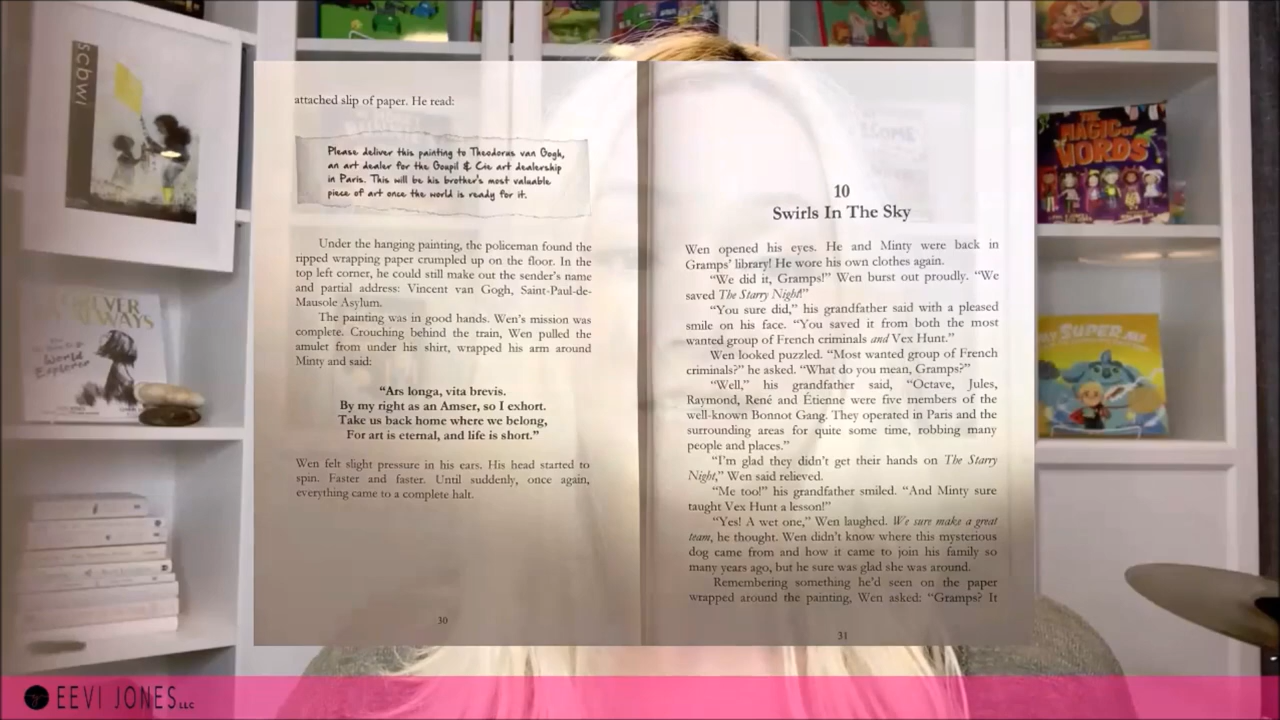 scbwi
THE
MAGIC OF
WORDS
FOREVER
ALWAYS
World
Explorer
MY SUPER
attached slip of paper. He read:
Please deliver this painting to Theodorus van Gogh,
an art dealer for the Goupil & Cie art dealership
in Paris. This will be his brother's most valuable
piece of art once the world is ready for it.
Under the hanging painting, the policeman found the
ripped wrapping paper crumpled up on the floor. In the
top left corner, he could still make out the sender's name
and partial address: Vincent van Gogh, Saint-Paul-de-
Mausole Asylum.
The painting was in good hands. Wen's mission was
complete. Crouching behind the train, Wen pulled the
amulet from under his shirt, wrapped his arm around
Minty and said:
“Ars longa, vita brevis.
By my right as an Amser, so I exhort.
Take us back home where we belong,
For art is eternal, and life is short.”
Wen felt slight pressure in his ears. His head started to
spin. Faster and faster. Until suddenly, once again,
everything came to a complete halt.
30
10
Swirls In The Sky
Wen opened his eyes. He and Minty were back in
Gramps' library! He wore his own clothes again.
“We did it, Gramps!” Wen burst out proudly. “We
saved The Starry Night!”
“You sure did,” his grandfather said with a pleased
smile on his face. “You saved it from both the most
wanted group of French criminals and Vex Hunt.”
Wen looked puzzled. “Most wanted group of French
criminals?” he asked. “What do you mean, Gramps?”
“Well,” his grandfather said, “Octave, Jules,
Raymond, René and Étienne were five members of the
well-known Bonnot Gang. They operated in Paris and the
surrounding areas for quite some time, robbing many
people and places.”
“I'm glad they didn't get their hands on The Starry
Night,” Wen said relieved.
“Me too!” his grandfather smiled. “And Minty sure
taught Vex Hunt a lesson!”
“Yes! A wet one,” Wen laughed. We sure make a great
team, he thought. Wen didn't know where this mysterious
dog came from and how it came to join his family so
many years ago, but he sure was glad she was around.
Remembering something he'd seen on the paper
wrapped around the painting, Wen asked: “Gramps? It
31
EEVI JONES LLC